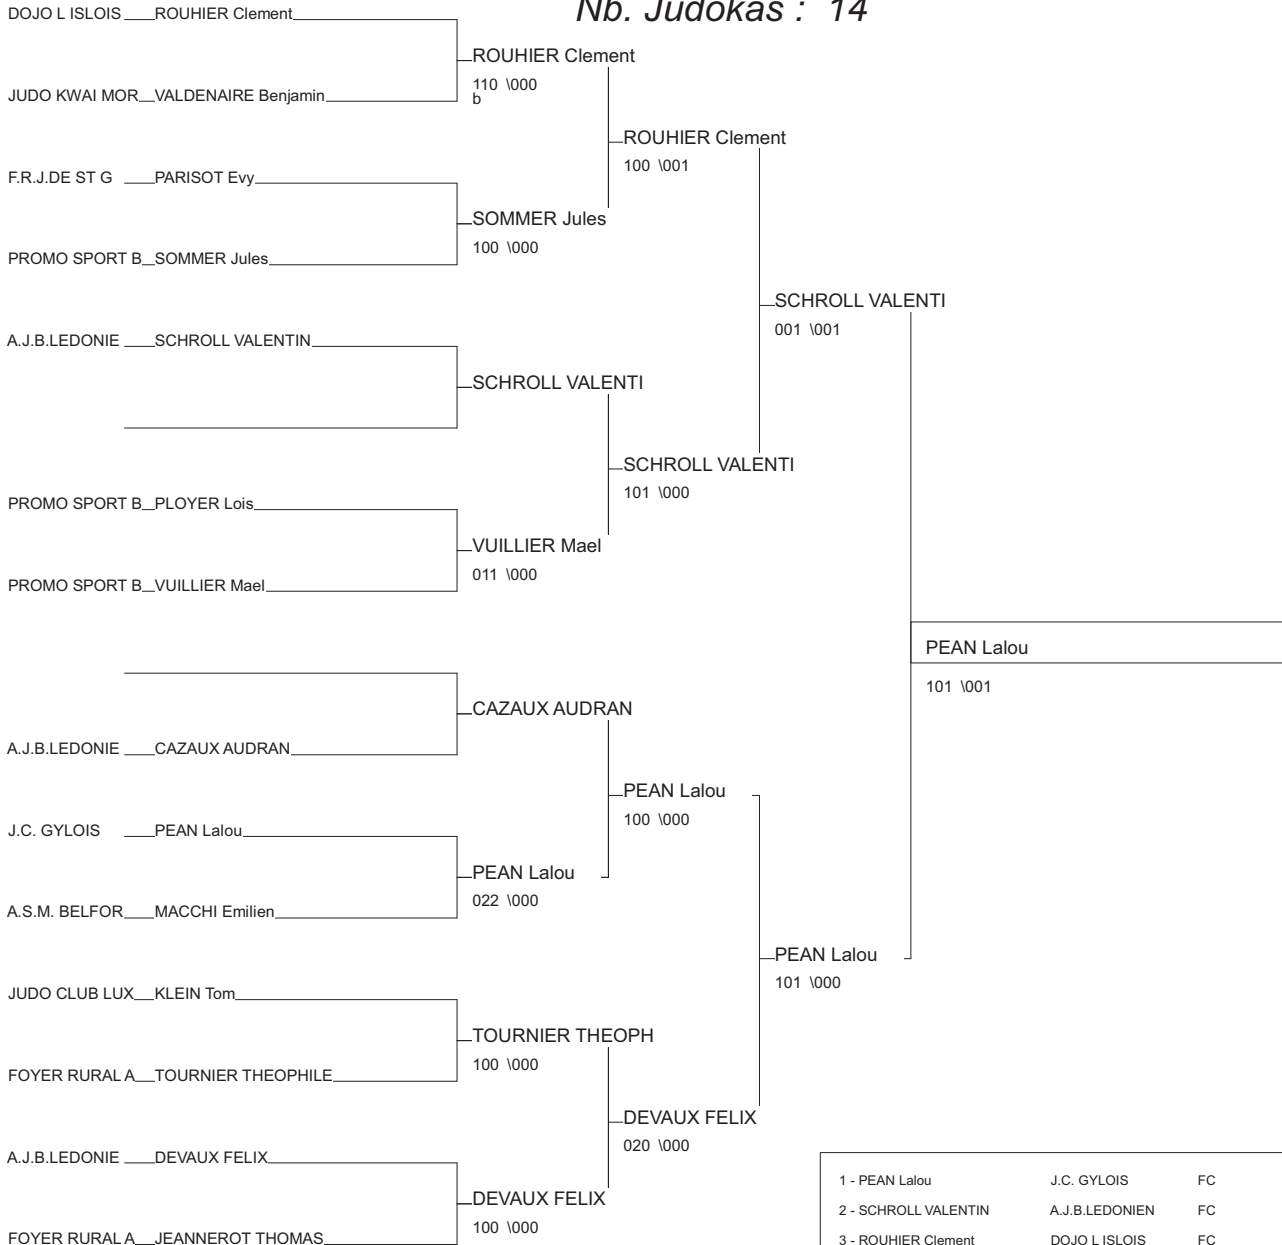 Nb. Judokas : 14
DOJO L ISLOIS ROUHIER Clement
ROUHIER Clement
110 \000
b
JUDO KWAI MOR VALDENAIRE Benjamin
ROUHIER Clement
100 \001
F.R.J.DE ST G PARISOT Evy
SOMMER Jules
100 \000
PROMO SPORT B SOMMER Jules
SCHROLL VALENTI
001 \001
A.J.B.LEDONIE SCHROLL VALENTIN
SCHROLL VALENTI
SCHROLL VALENTI
101 \000
PROMO SPORT B PLOYER Lois
VUILLIER Mael
011 \000
PROMO SPORT B VUILLIER Mael
PEAN Lalou
101 \001
CAZAUX AUDRAN
A.J.B.LEDONIE CAZAUX AUDRAN
PEAN Lalou
100 \000
J.C. GYLOIS PEAN Lalou
PEAN Lalou
022 \000
A.S.M. BELFOR MACCHI Emilien
PEAN Lalou
101 \000
JUDO CLUB LUX KLEIN Tom
TOURNIER THEOPH
100 \000
FOYER RURAL A TOURNIER THEOPHILE
DEVAUX FELIX
020 \000
A.J.B.LEDONIE DEVAUX FELIX
DEVAUX FELIX
100 \000
FOYER RURAL A JEANNEROT THOMAS
1 - PEAN Lalou J.C. GYLOIS FC
2 - SCHROLL VALENTIN A.J.B.LEDONIEN FC
3 - ROUHIER Clement DOJO L ISLOIS FC